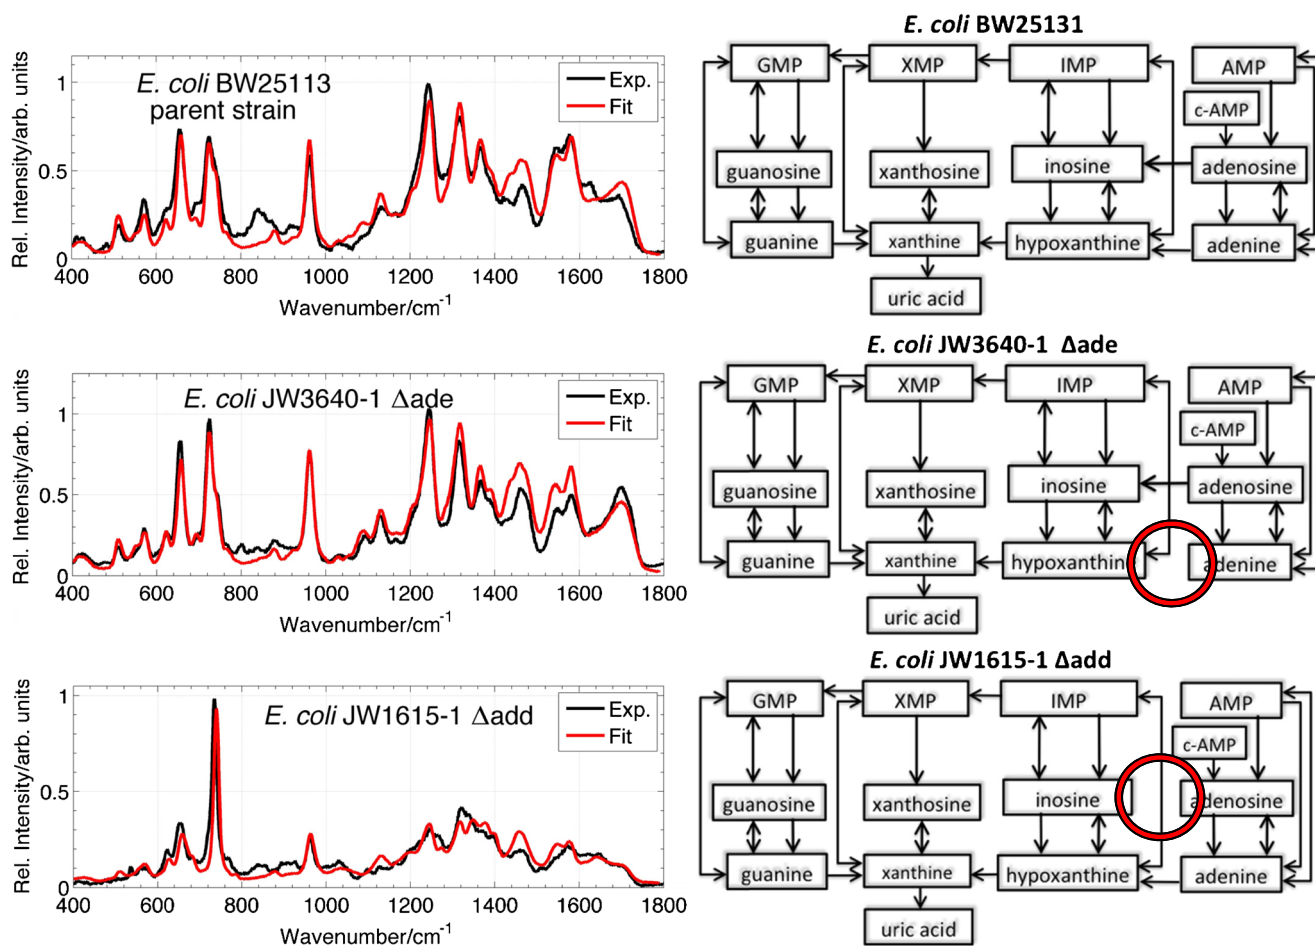 E. coli BW25131
Rel. Intensity/arb. units
1
0.5
0
E. coli BW25113
parent strain
Exp.
Fit
400 600 800 1000 1200 1400 1600 1800
Wavenumber/cm-1
GMP XMP IMP AMP
c-AMP
guanosine xanthosine inosine adenosine
guanine xanthine hypoxanthine adenine
uric acid
E. coli JW3640-1 Δade
Rel. Intensity/arb. units
1
0.5
0
E. coli JW3640-1 Δade
Exp.
Fit
400 600 800 1000 1200 1400 1600 1800
Wavenumber/cm-1
GMP XMP IMP AMP
c-AMP
guanosine xanthosine inosine adenosine
guanine xanthine hypoxanthine adenine
uric acid
E. coli JW1615-1 Δadd
Rel. Intensity/arb. units
1
0.5
0
E. coli JW1615-1 Δadd
Exp.
Fit
400 600 800 1000 1200 1400 1600 1800
Wavenumber/cm-1
GMP XMP IMP AMP
c-AMP
guanosine xanthosine inosine adenosine
guanine xanthine hypoxanthine adenine
uric acid